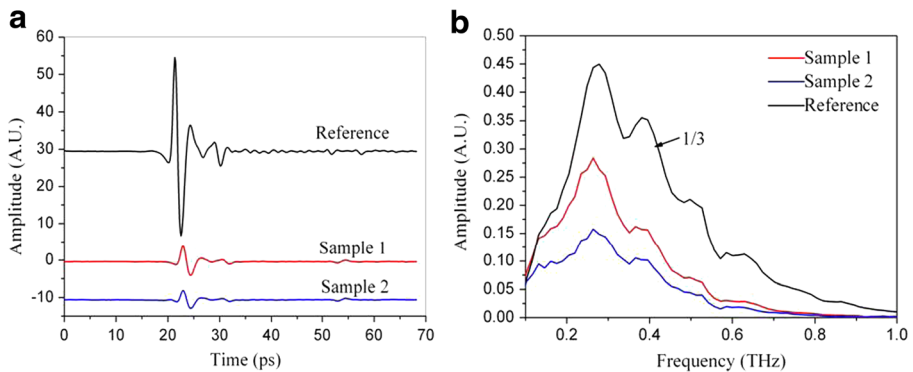 a
60
50
40
30
20
10
0
-10
Amplitude (A.U.)
Reference
Sample 1
Sample 2
0 10 20 30 40 50 60 70
Time (ps)
b
0.50
0.45
0.40
0.35
0.30
0.25
0.20
0.15
0.10
0.05
0.00
Amplitude (A.U.)
Sample 1
Sample 2
Reference
1/3
0.2 0.4 0.6 0.8 1.0
Frequency (THz)